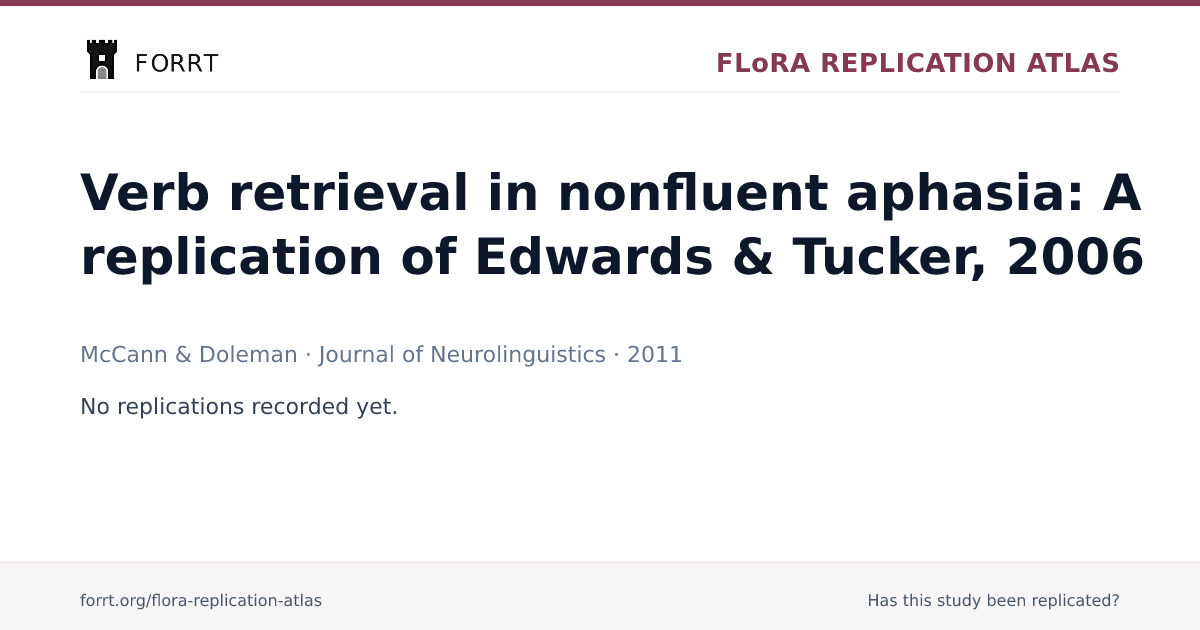 FORRT
FLoRA REPLICATION ATLAS
Verb retrieval in nonfluent aphasia: A
replication of Edwards & Tucker, 2006
McCann & Doleman · Journal of Neurolinguistics · 2011
No replications recorded yet.
forrt.org/flora-replication-atlas
Has this study been replicated?